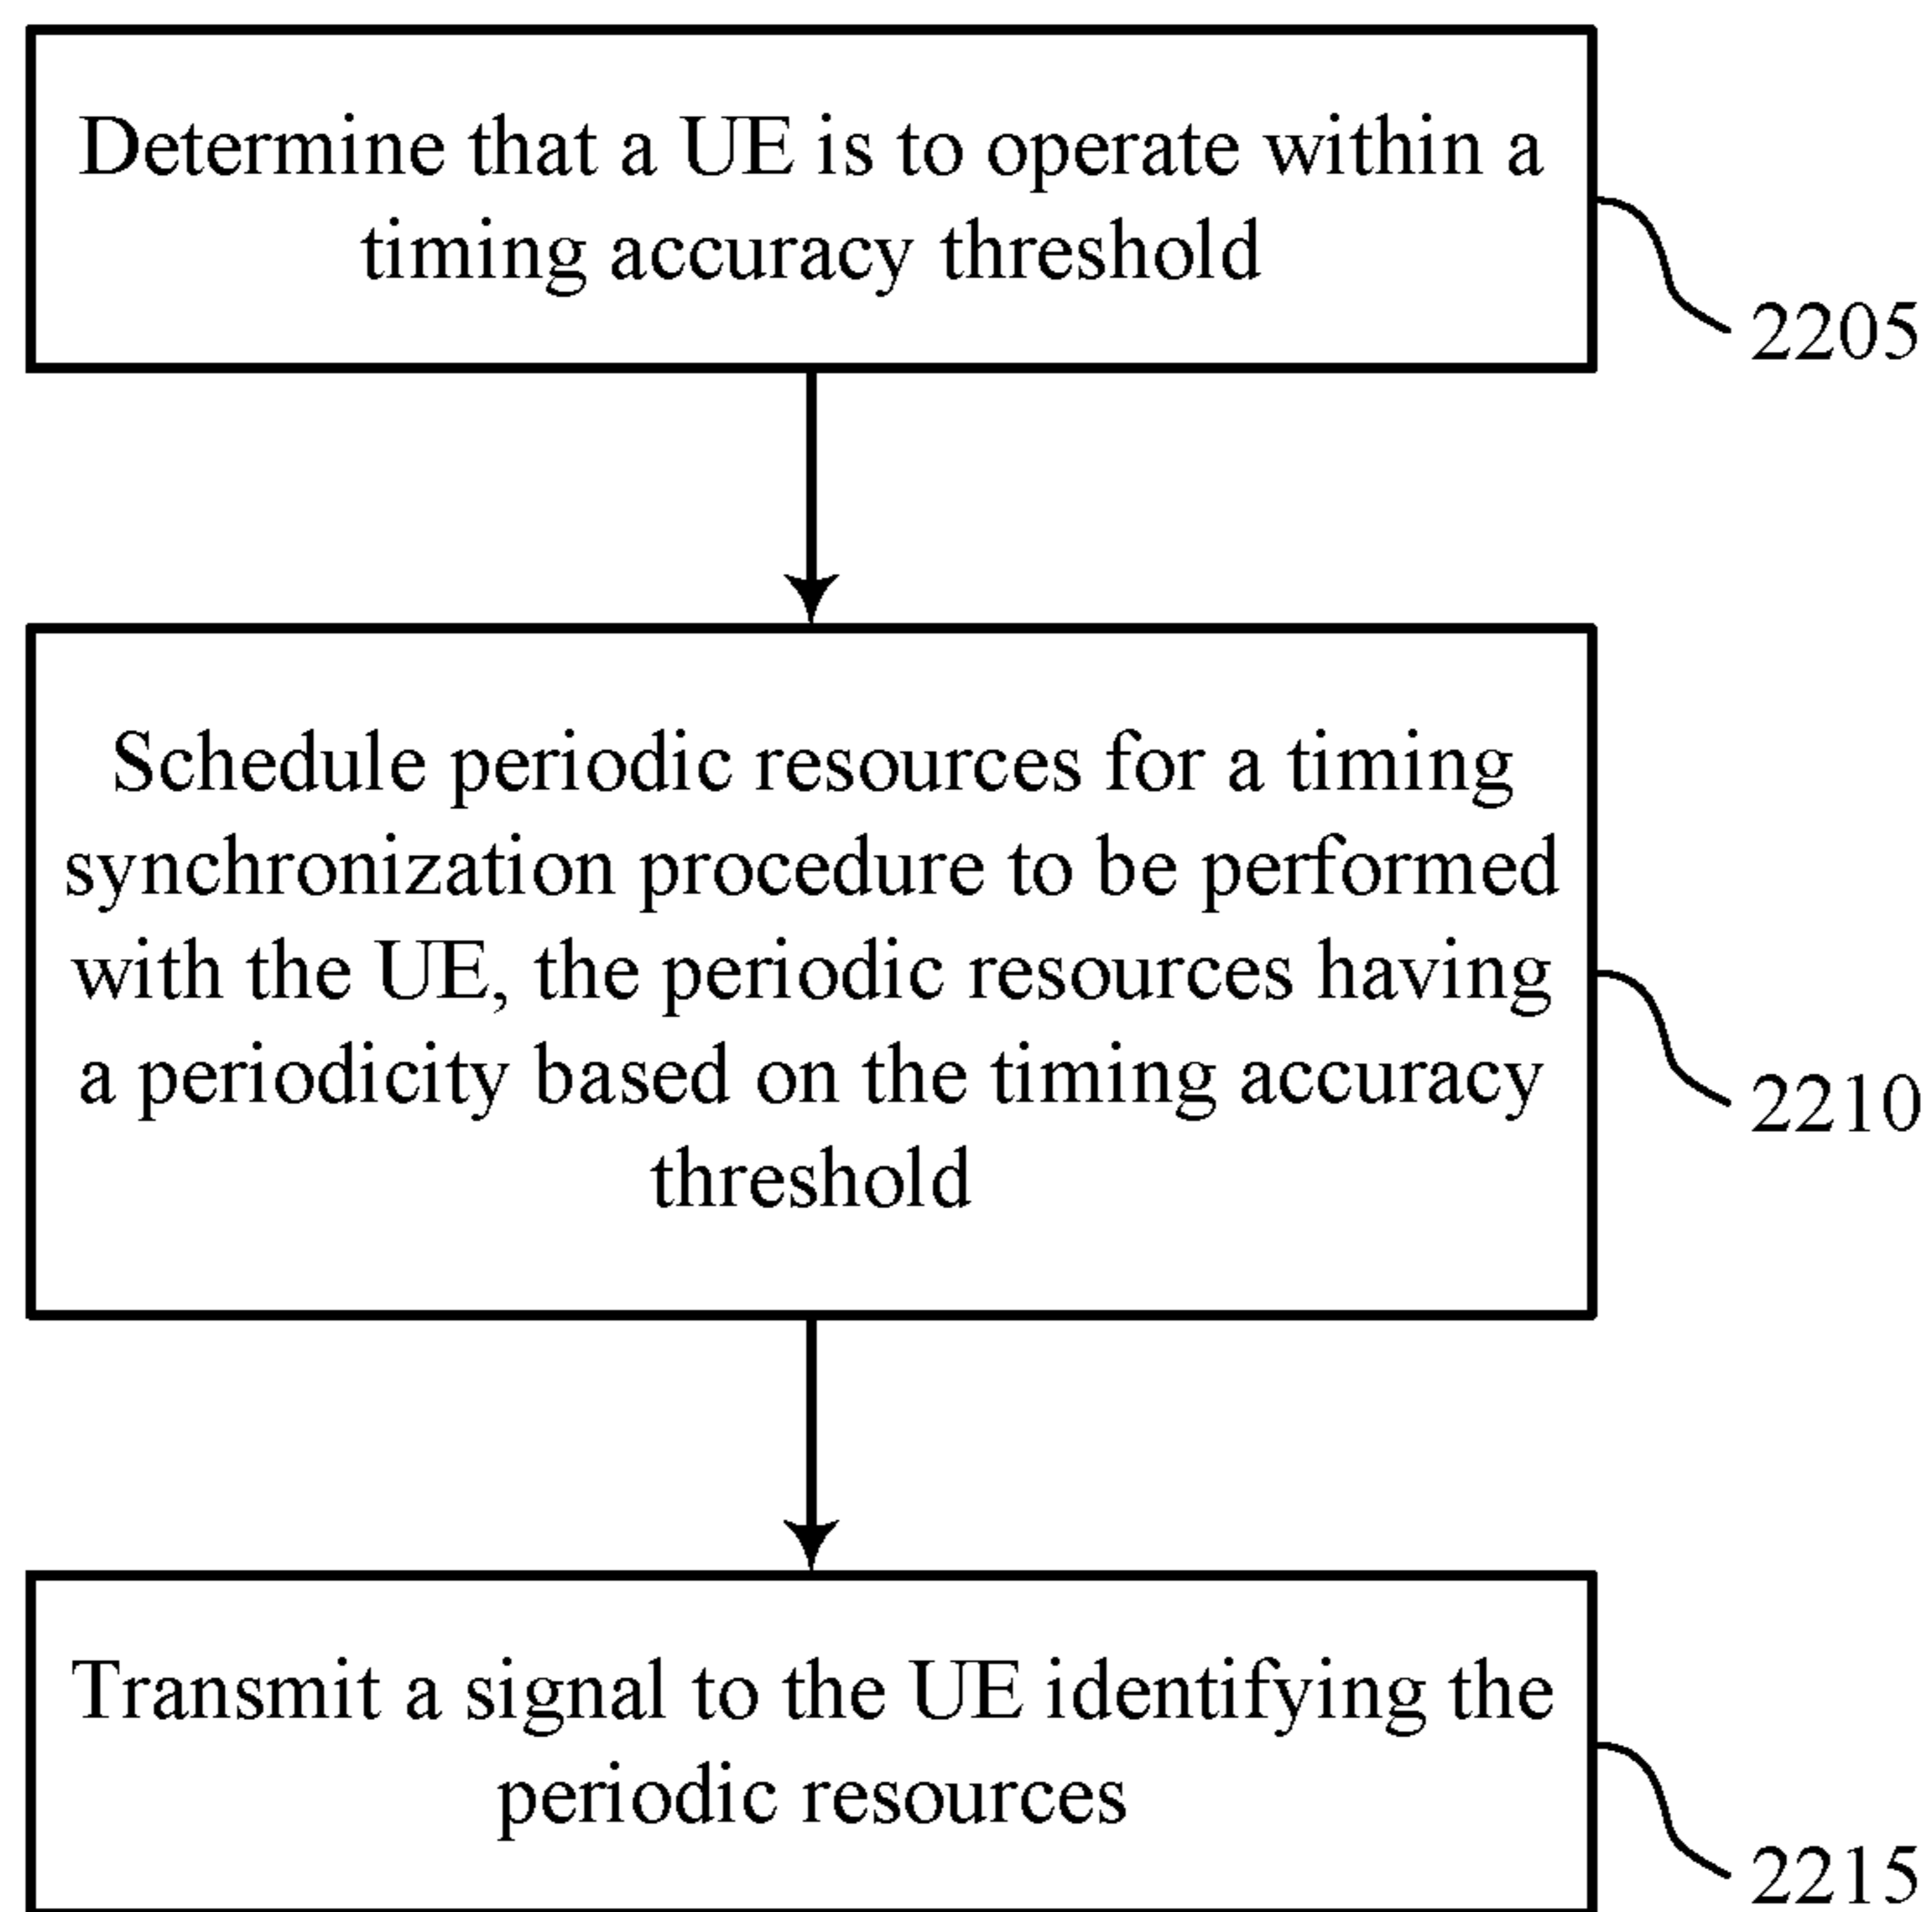 Determine that a UE is to operate within a
timing accuracy threshold
2205
Schedule periodic resources for a timing
synchronization procedure to be performed
with the UE, the periodic resources having
a periodicity based on the timing accuracy
threshold
2210
Transmit a signal to the UE identifying the
periodic resources
2215